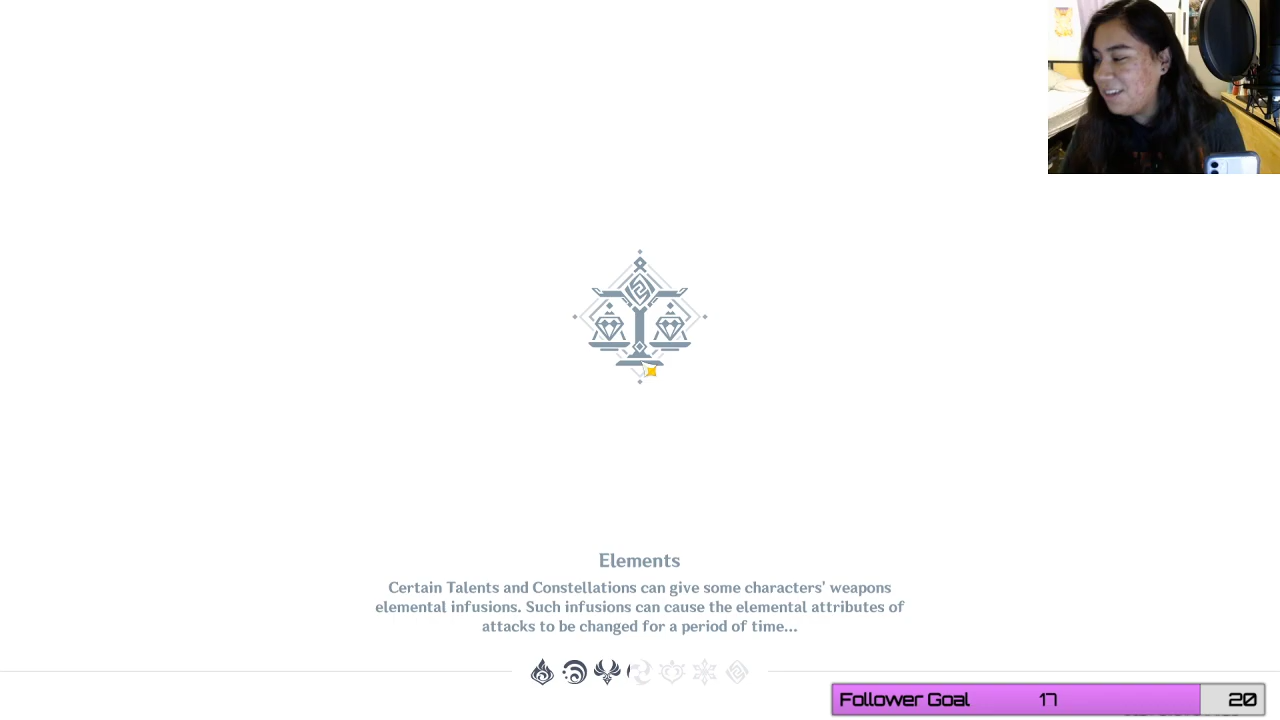 Elements
Certain Talents and Constellations can give some characters' weapons
elemental infusions. Such infusions can cause the elemental attributes of
attacks to be changed for a period of time...
Follower Goal 17 20